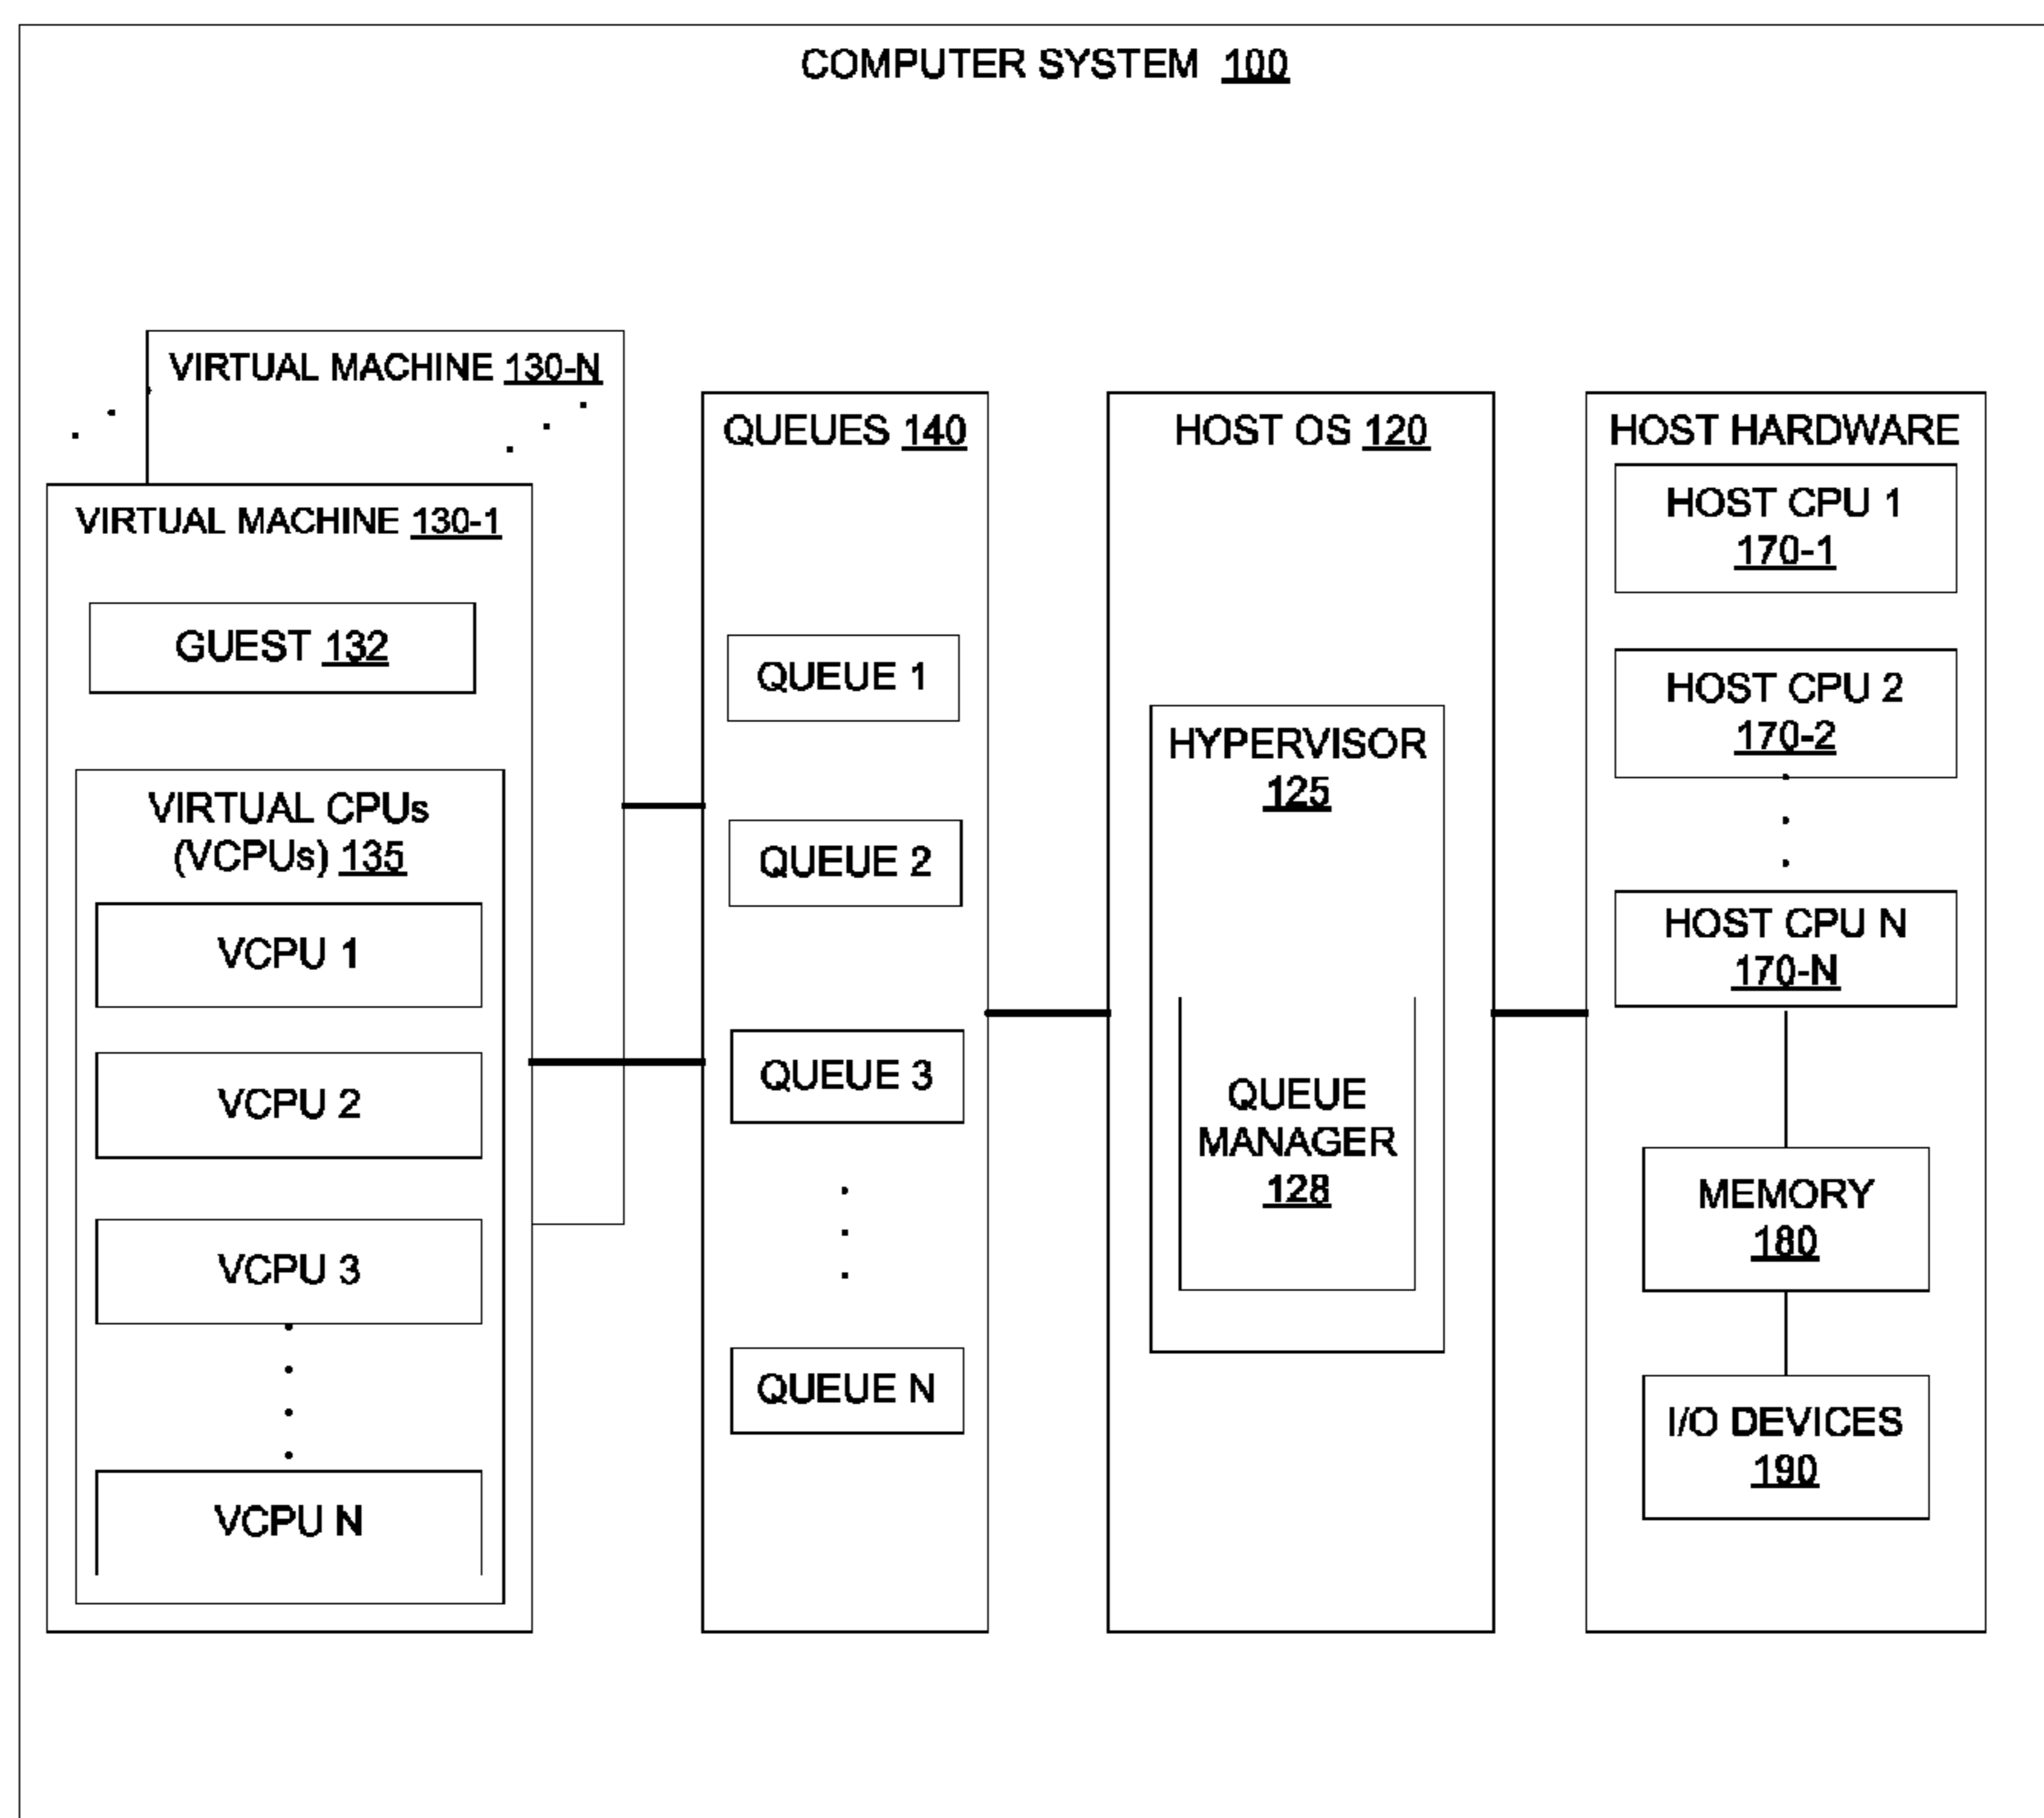 COMPUTER SYSTEM 100
VIRTUAL MACHINE 130-N
VIRTUAL MACHINE 130-1
GUEST 132
VIRTUAL CPUs
(VCPUs) 135
VCPU 1
VCPU 2
VCPU 3
VCPU N
QUEUES 140
QUEUE 1
QUEUE 2
QUEUE 3
QUEUE N
HOST OS 120
HYPERVISOR
125
QUEUE
MANAGER
128
HOST HARDWARE
HOST CPU 1
170-1
HOST CPU 2
170-2
HOST CPU N
170-N
MEMORY
180
I/O DEVICES
190